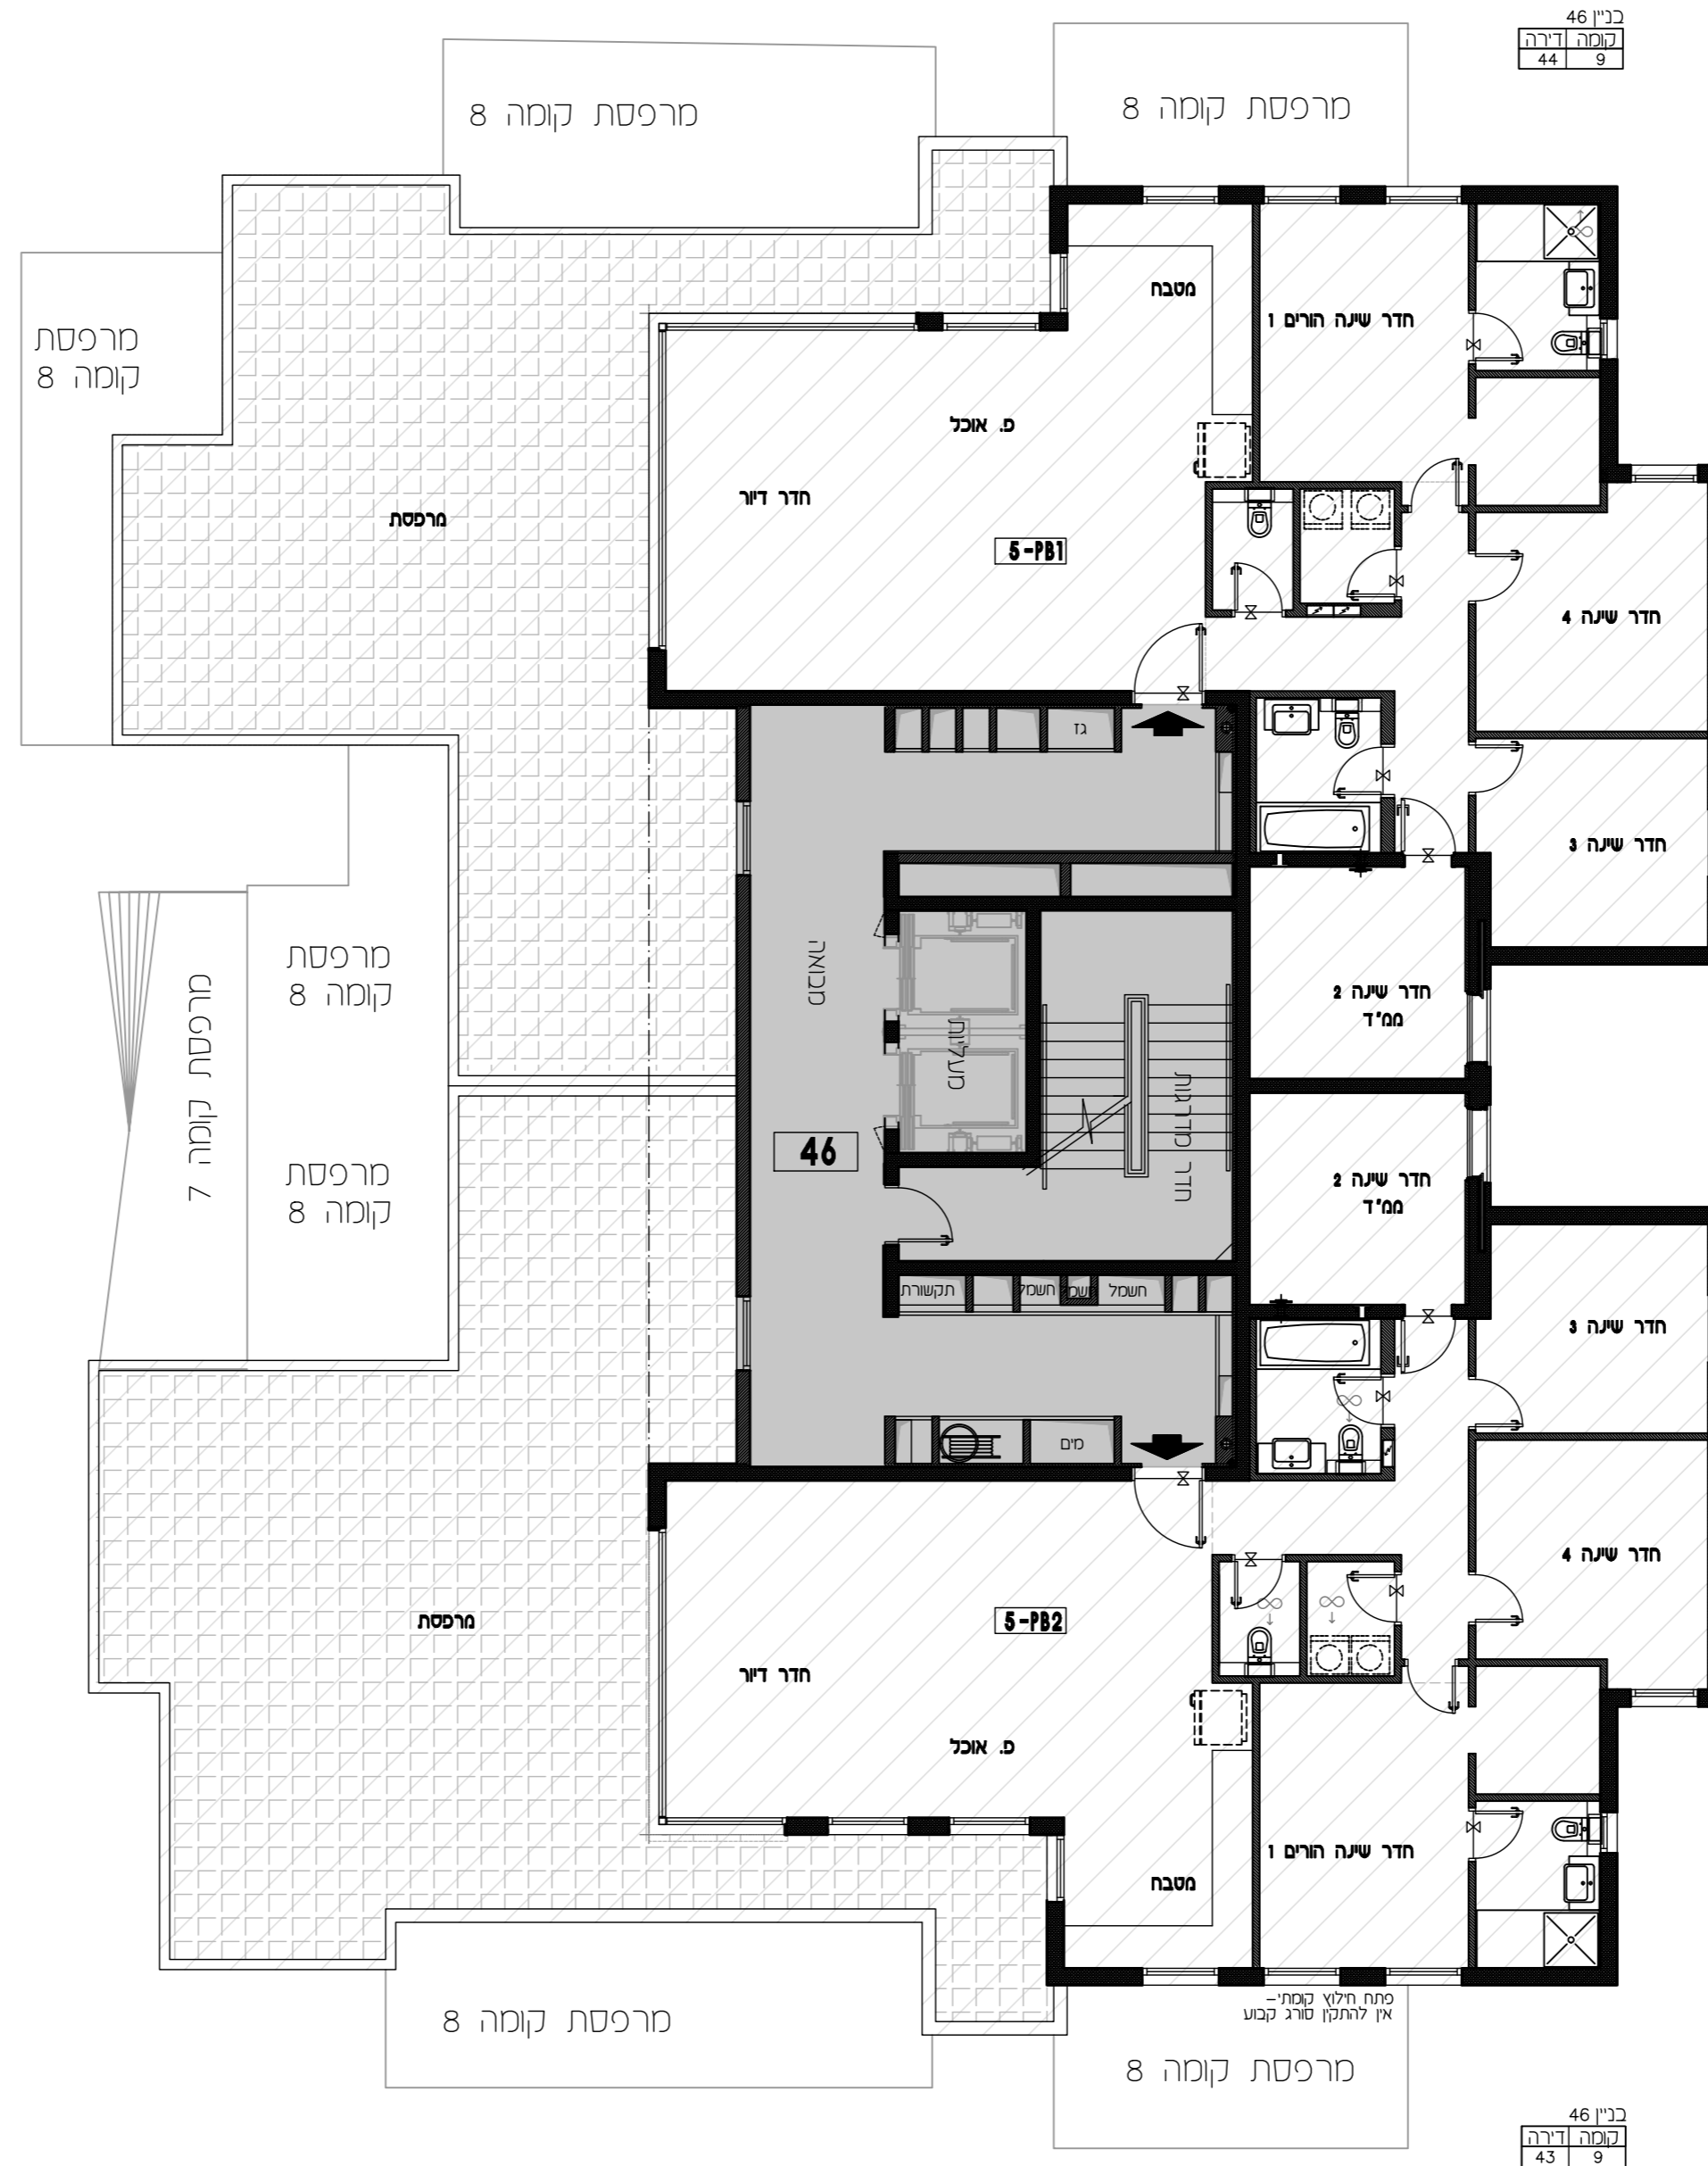 בניין 46
קומה דירה
9 44
מרפסת קומה 8
מרפסת קומה 8
מטבח
חדר שינה הורים 1
מרפסת
קומה 8
פ. אוכל
חדר דיור
מרפסת
5-PB1
חדר שינה 4
גז
חדר שינה 3
מבואה
מרפסת
קומה 8
מרפסת קומה 7
חדר שינה 2
ממ"ד
מעליות
חדר מדרגות
46
מרפסת
קומה 8
חדר שינה 2
ממ"ד
תקשורת
חשמל
חשמל
חשמל
חדר שינה 3
מים
חדר שינה 4
מרפסת
5-PB2
חדר דיור
פ. אוכל
חדר שינה הורים 1
מטבח
פתח חילוץ קומתי-
אין להתקין סורג קבוע
מרפסת קומה 8
מרפסת קומה 8
בניין 46
קומה דירה
9 43